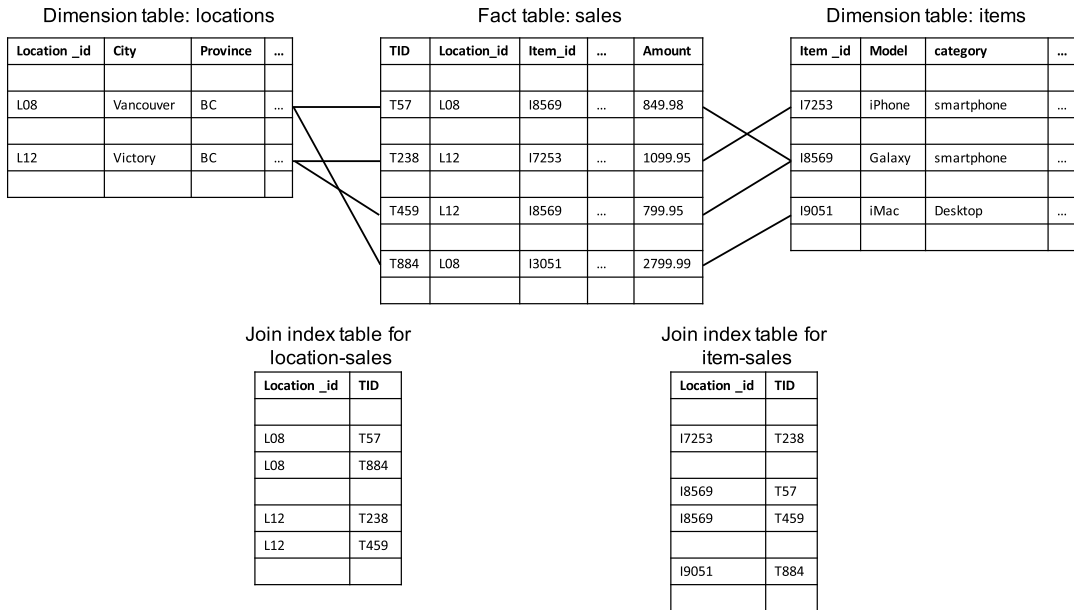 Dimension table: locations
Location _id City Province ...
L08 Vancouver BC ...
L12 Victory BC ...
Fact table: sales
TID Location_id Item_id ... Amount
T57 L08 I8569 ... 849.98
T238 L12 I7253 ... 1099.95
T459 L12 I8569 ... 799.95
T884 L08 I3051 ... 2799.99
Dimension table: items
Item _id Model category ...
I7253 iPhone smartphone ...
I8569 Galaxy smartphone ...
I9051 iMac Desktop ...
Join index table for
location-sales
Location _id TID
L08 T57
L08 T884
L12 T238
L12 T459
Join index table for
item-sales
Location _id TID
I7253 T238
I8569 T57
I8569 T459
I9051 T884